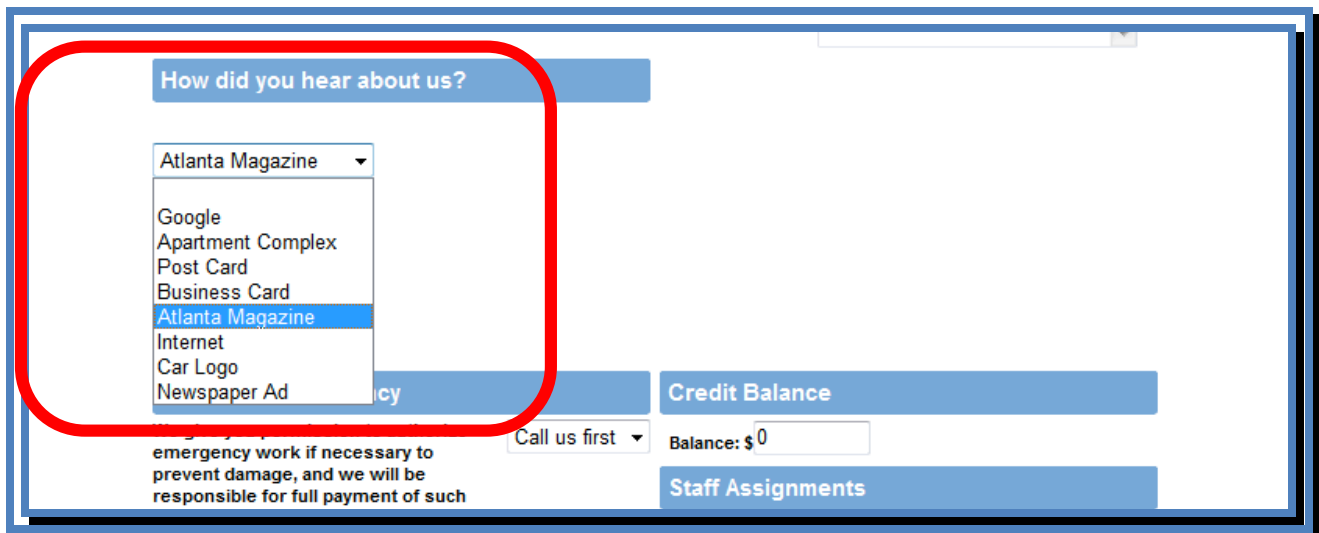 How did you hear about us?
Atlanta Magazine
Google
Apartment Complex
Post Card
Business Card
Atlanta Magazine
Internet
Car Logo
Newspaper Ad
Credit Balance
Call us first
emergency work if necessary to
prevent damage, and we will be
responsible for full payment of such
Balance: $0
Staff Assignments